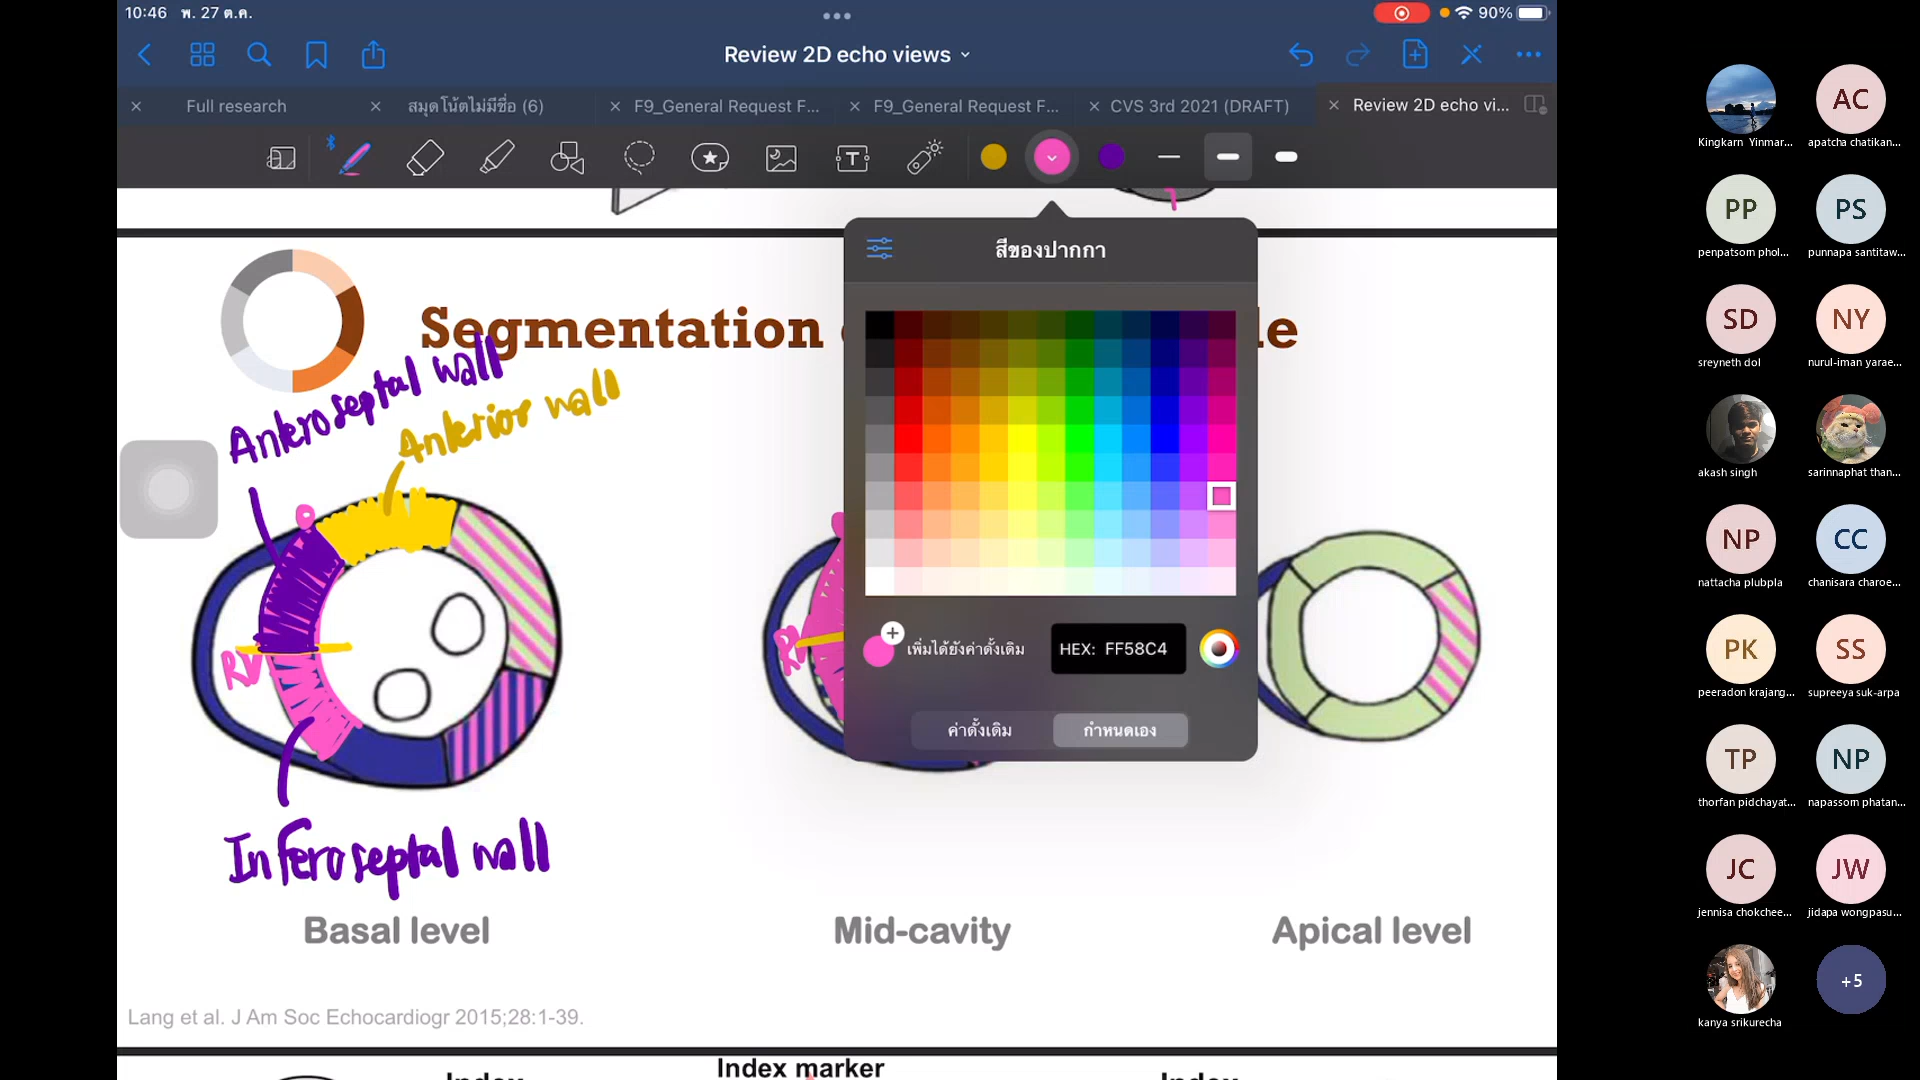 10:46 พ. 27 ต.ค.
90%
Review 2D echo views
Full research
สมุดโน้ตไม่มีชื่อ (6)
F9_General Request F...
F9_General Request F...
CVS 3rd 2021 (DRAFT)
Review 2D echo vi...
T
สีของปากกา
Segmentation
le
Anteroseptal wall
Anterior wall
RV
RV
เพิ่มได้ยังค่าดั้งเดิม
HEX: FF58C4
ค่าดั้งเดิม
กำหนดเอง
Inferoseptal wall
Basal level
Mid-cavity
Apical level
Lang et al. J Am Soc Echocardiogr 2015;28:1-39.
Index marker
Kingkarn Yinmar...
AC
apatcha chatikan...
PP
penpatsorn phol...
PS
punnapa santitaw...
SD
sreyneth dol
NY
nurul-iman yarae...
akash singh
sarinnaphat than...
NP
nattacha plubpla
CC
chanisara charoe...
PK
peeradon krajang...
SS
supreeya suk-arpa
TP
thorfan pidchayat...
NP
napassorn phatan...
JC
jennisa chokchee...
JW
jidapa wongpasu...
kanya srikurecha
+5